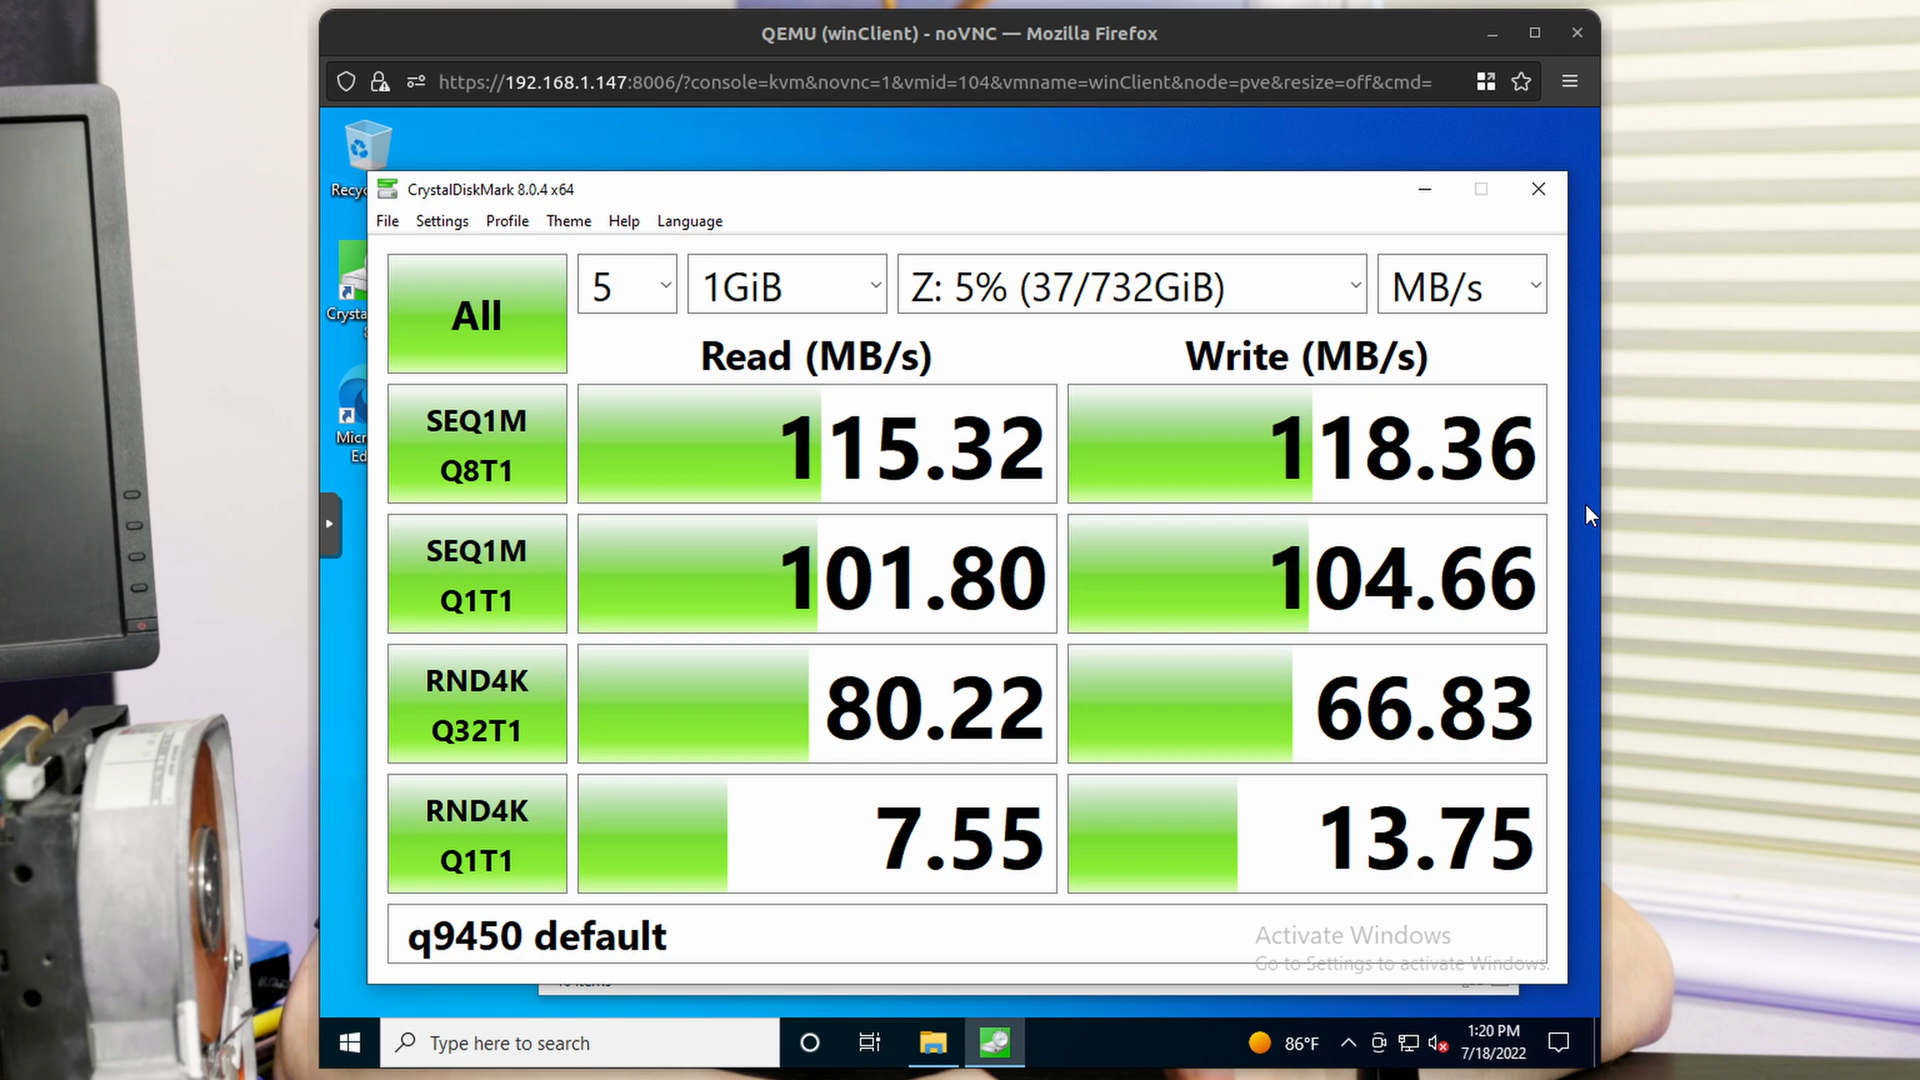 QEMU (winClient) - noVNC — Mozilla Firefox
https://192.168.1.147:8006/?console=kvm&novnc=1&vmid=104&vmname=winClient&node=pve&resize=off&cmd=
Recyc
CrystalDiskMark 8.0.4 x64
File Settings Profile Theme Help Language
All
5 1GiB Z: 5% (37/732GiB) MB/s
Read (MB/s) Write (MB/s)
Crysta
SEQ1M
Q8T1
115.32 118.36
Micr
Ed
SEQ1M
Q1T1
101.80 104.66
RND4K
Q32T1
80.22 66.83
RND4K
Q1T1
7.55 13.75
q9450 default
Activate Windows
Go to Settings to activate Windows.
Type here to search
86°F
1:20 PM
7/18/2022